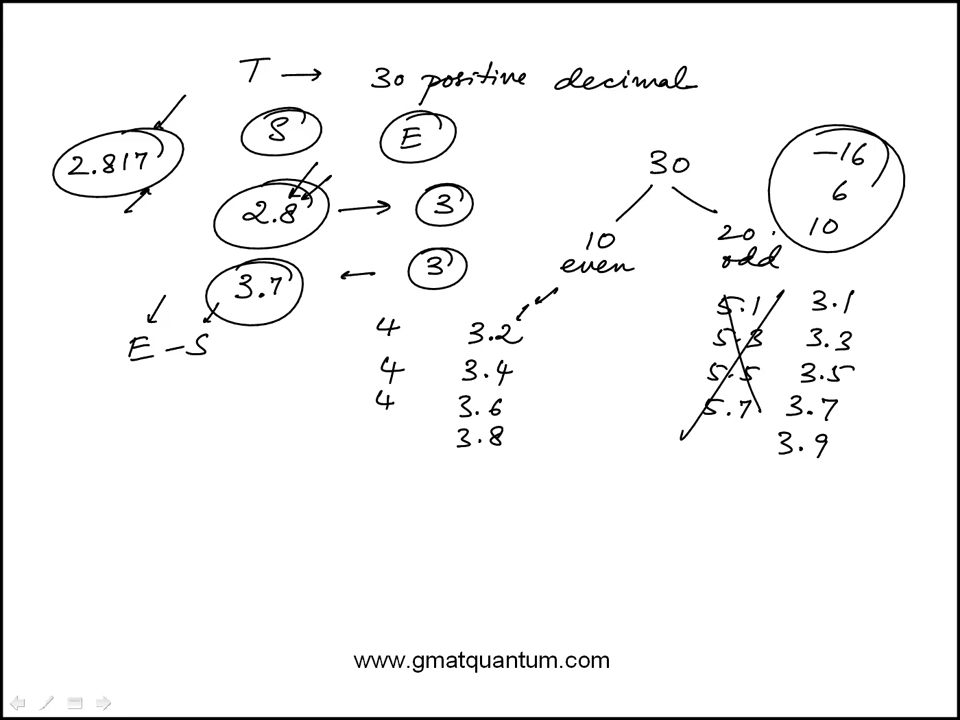 T → 30 positive decimal
2.817 S E
2.8 → 3
3.7 ← 3
E – S
30
10 even
20 odd
–16
6
10
4 3.2
4 3.4
4 3.6
3.8
5.1 3.1
5.3 3.3
5.5 3.5
5.7 3.7
3.9
www.gmatquantum.com